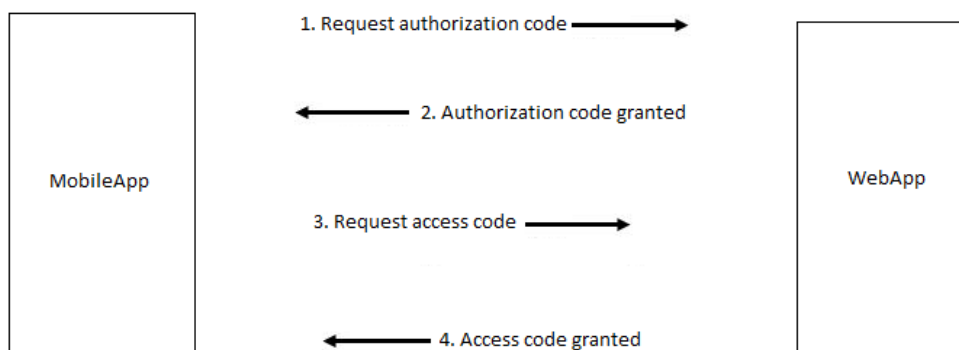 1. Request authorization code
2. Authorization code granted
MobileApp
WebApp
3. Request access code
4. Access code granted